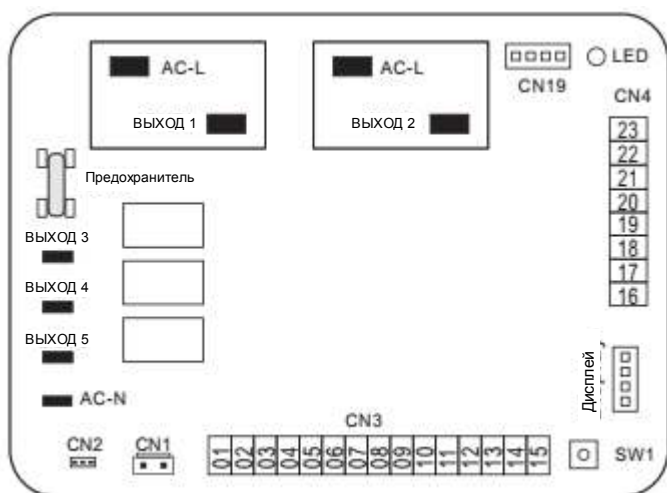 AC-L
ВЫХОД 1
AC-L
ВЫХОД 2
CN19
LED
CN4
23
22
21
20
19
18
17
16
Предохранитель
ВЫХОД 3
ВЫХОД 4
ВЫХОД 5
AC-N
Дисплей
CN3
CN2
CN1
01 02 03 04 05 06 07 08 09 10 11 12 13 14 15
SW1